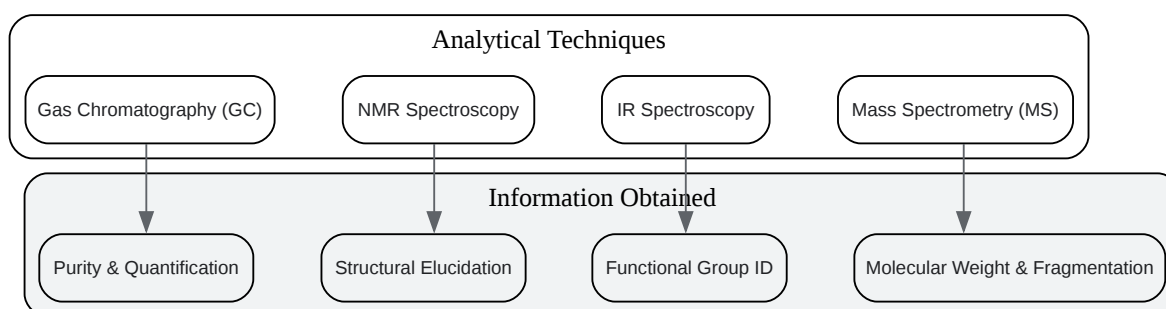 Analytical Techniques
Gas Chromatography (GC)
NMR Spectroscopy
IR Spectroscopy
Mass Spectrometry (MS)
Information Obtained
Purity & Quantification
Structural Elucidation
Functional Group ID
Molecular Weight & Fragmentation